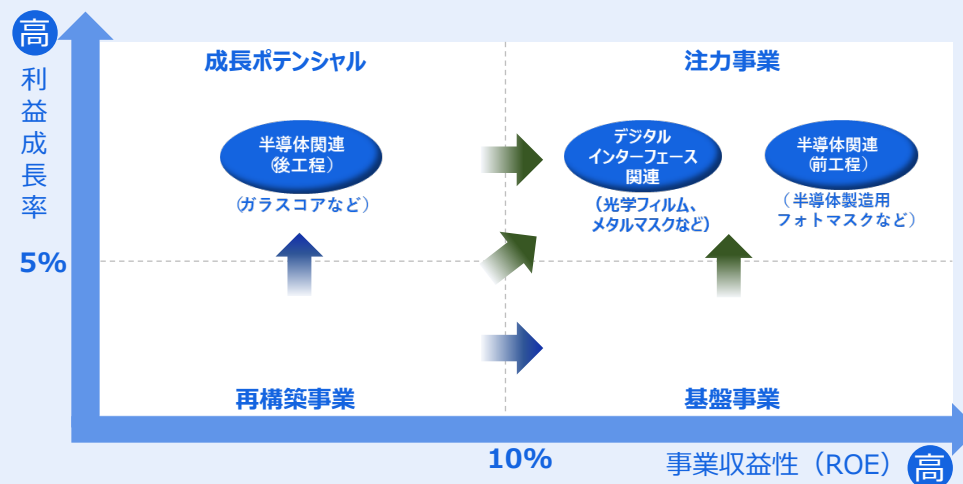 高
利益成長率
成長ポテンシャル
注力事業
半導体関連
(後工程)
(ガラスコアなど)
デジタル
インターフェース
関連
(光学フィルム、
メタルマスクなど)
半導体関連
(前工程)
(半導体製造用
フォトマスクなど)
5%
再構築事業
基盤事業
10%
事業収益性（ROE）
高